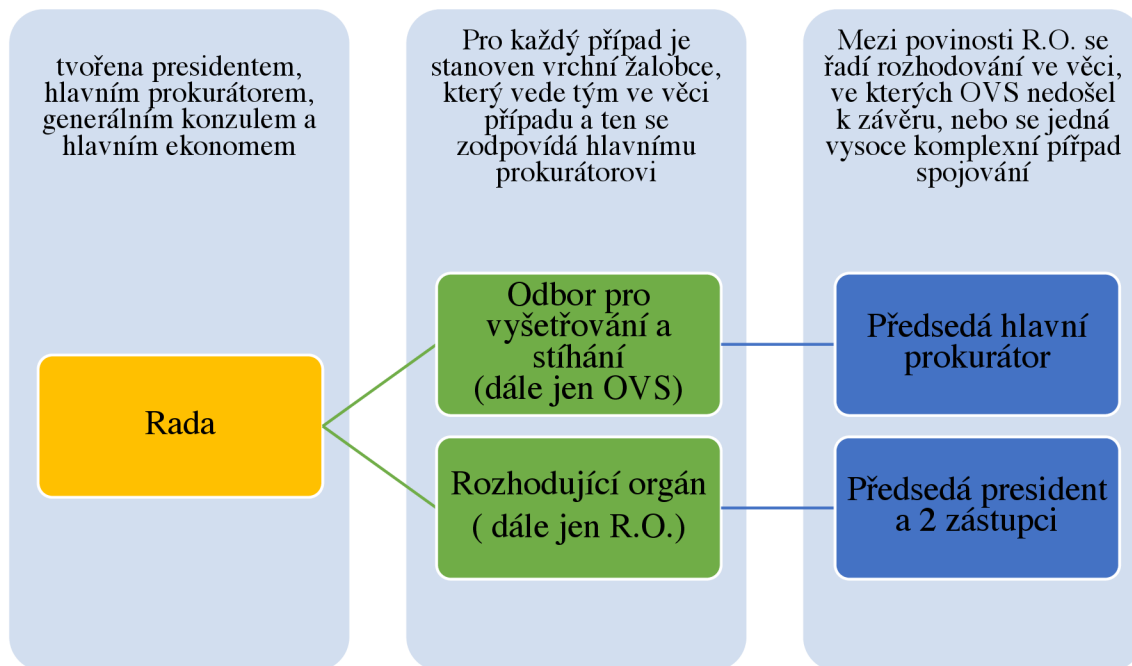 tvořena presidentem,
hlavním prokurátorem,
generálním konzulem a
hlavním ekonomem
Pro každý případ je
stanoven vrchní žalobce,
který vede tým ve věci
případu a ten se
zodpovídá hlavnímu
prokurátorovi
Mezi povinosti R.O. se
řadí rozhodování ve věci,
ve kterých OVS nedošel
k závěru, nebo se jedná
vysoce komplexní pířpad
spojování
Rada
Odbor pro
vyšetřování a
stíhání
(dále jen OVS)
Rozhodující orgán
( dále jen R.O.)
Předsedá hlavní
prokurátor
Předsedá president
a 2 zástupci